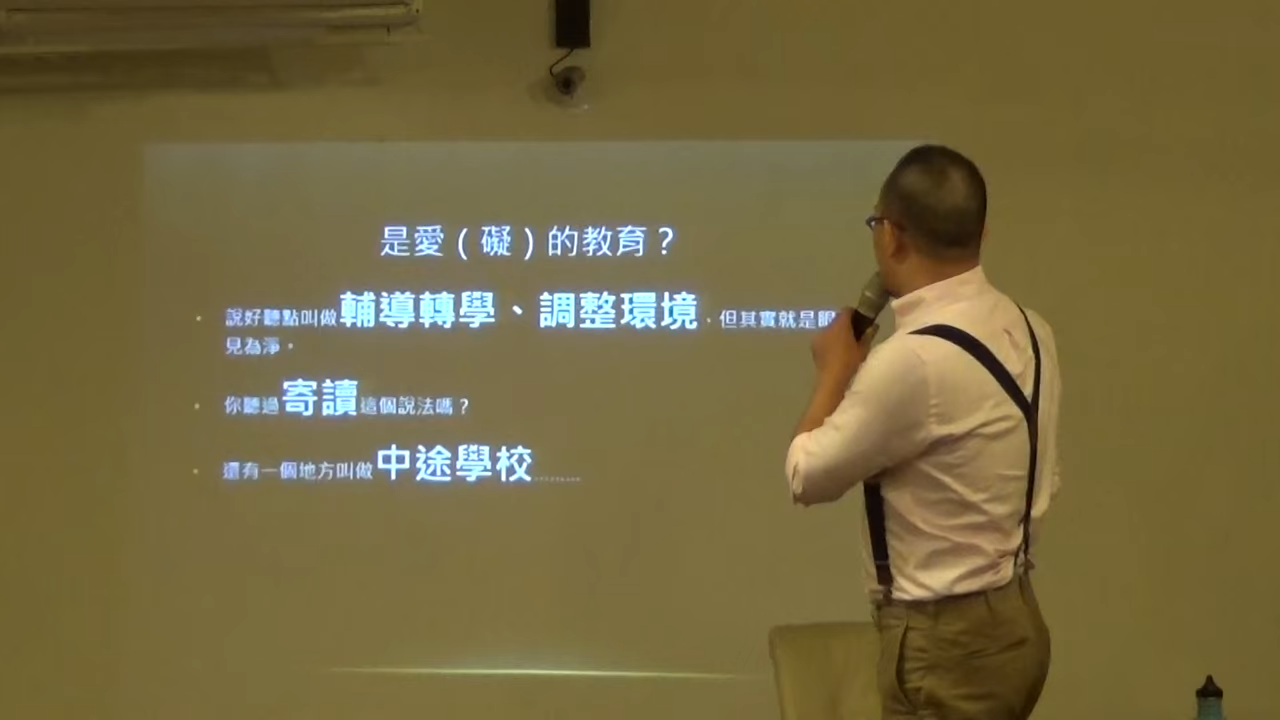 是愛（礙）的教育？
• 說好聽點叫做輔導轉學、調整環境，但其實就是眼
見為淨。
• 你聽過寄讀這個說法嗎？
• 還有一個地方叫做中途學校.........